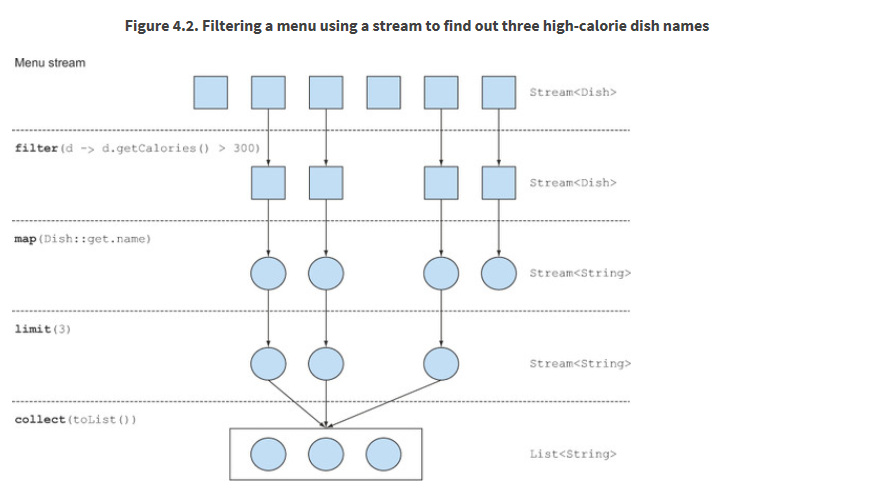 Figure 4.2. Filtering a menu using a stream to find out three high-calorie dish names
Menu stream
Stream<Dish>
filter(d -> d.getCalories() > 300)
Stream<Dish>
map(Dish::get.name)
Stream<String>
limit(3)
Stream<String>
collect(toList())
List<String>